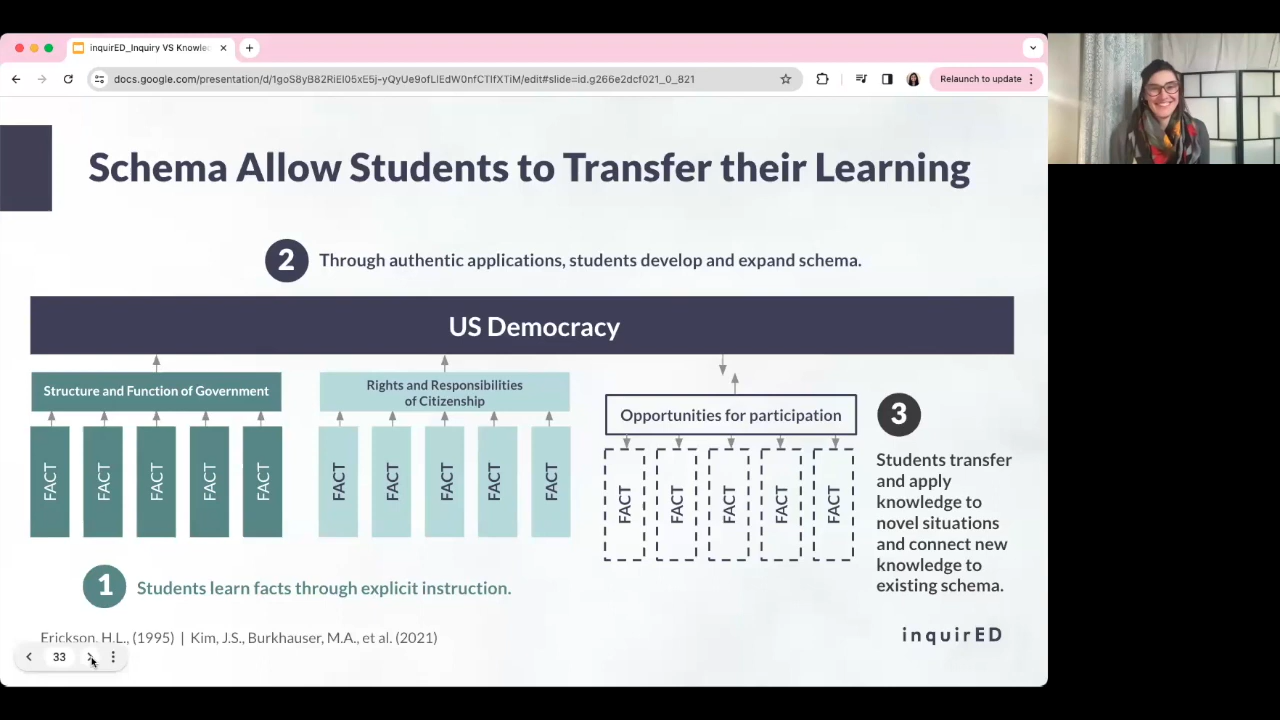 inquirED_Inquiry VS Knowle
docs.google.com/presentation/d/1goS8yB82RiEI05xE5j-yQyUe9ofLlEdW0nfCTlfXTiM/edit#slide=id.g266e2dcf021_0_821
Relaunch to update
Schema Allow Students to Transfer their Learning
2
Through authentic applications, students develop and expand schema.
US Democracy
Structure and Function of Government
FACT
FACT
FACT
FACT
FACT
Rights and Responsibilities
of Citizenship
FACT
FACT
FACT
FACT
FACT
Opportunities for participation
FACT
FACT
FACT
FACT
FACT
3
Students transfer
and apply
knowledge to
novel situations
and connect new
knowledge to
existing schema.
1
Students learn facts through explicit instruction.
Erickson, H.L., (1995) | Kim, J.S., Burkhauser, M.A., et al. (2021)
inquirED
33